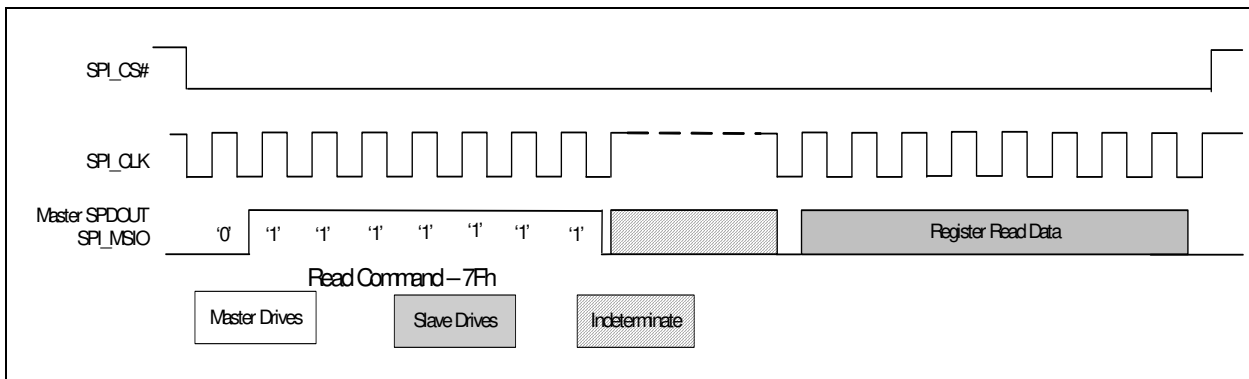 SPI_CS#
SPI_CLK
Master SPDOUT
SPI_MSIO
‘0’ ‘1’ ‘1’ ‘1’ ‘1’ ‘1’ ‘1’ ‘1’
Register Read Data
Read Command – 7Fh
Master Drives
Slave Drives
Indeterminate